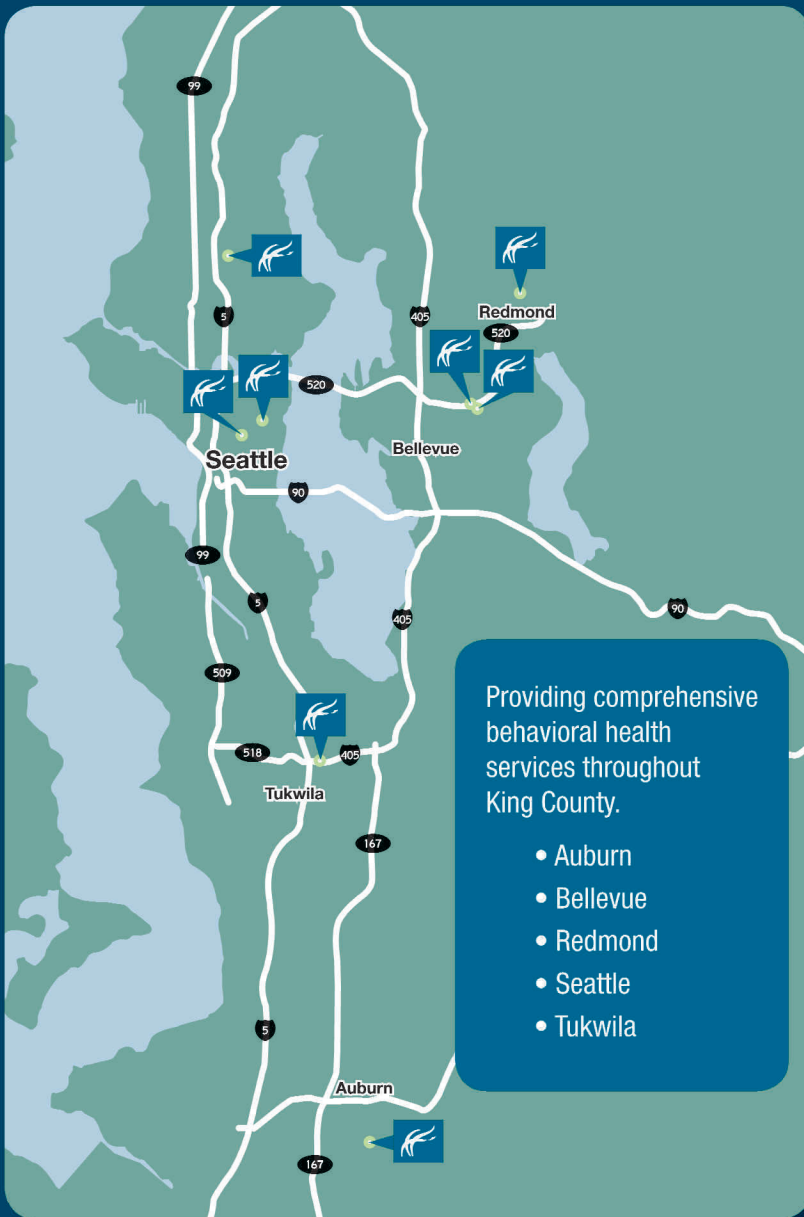 99
5
405
Redmond
520
520
Bellevue
Seattle
90
99
5
405
90
509
518
405
Tukwila
167
5
Auburn
167
Providing comprehensive
behavioral health
services throughout
King County.
• Auburn
• Bellevue
• Redmond
• Seattle
• Tukwila